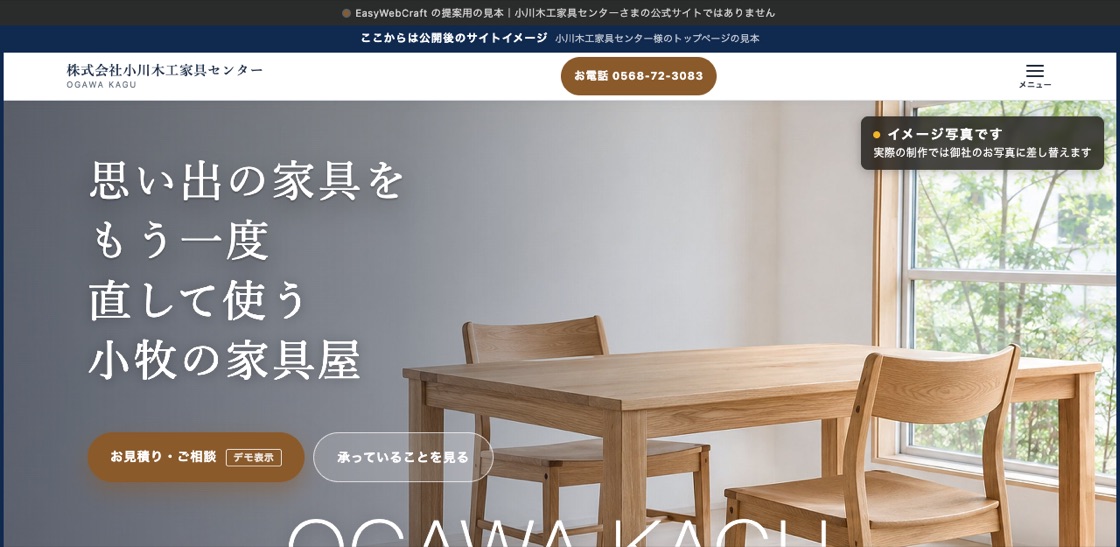 EasyWebCraft の提案用の見本｜小川木工家具センターさまの公式サイトではありません
ここからは公開後のサイトイメージ 小川木工家具センター様のトップページの見本
株式会社小川木工家具センター
OGAWA KAGU
お電話 0568-72-3083
メニュー
イメージ写真です
実際の制作では御社のお写真に差し替えます
思い出の家具を
もう一度
直して使う
小牧の家具屋
お見積り・ご相談 デモ表示
承っていることを見る
OGAWA KAGU